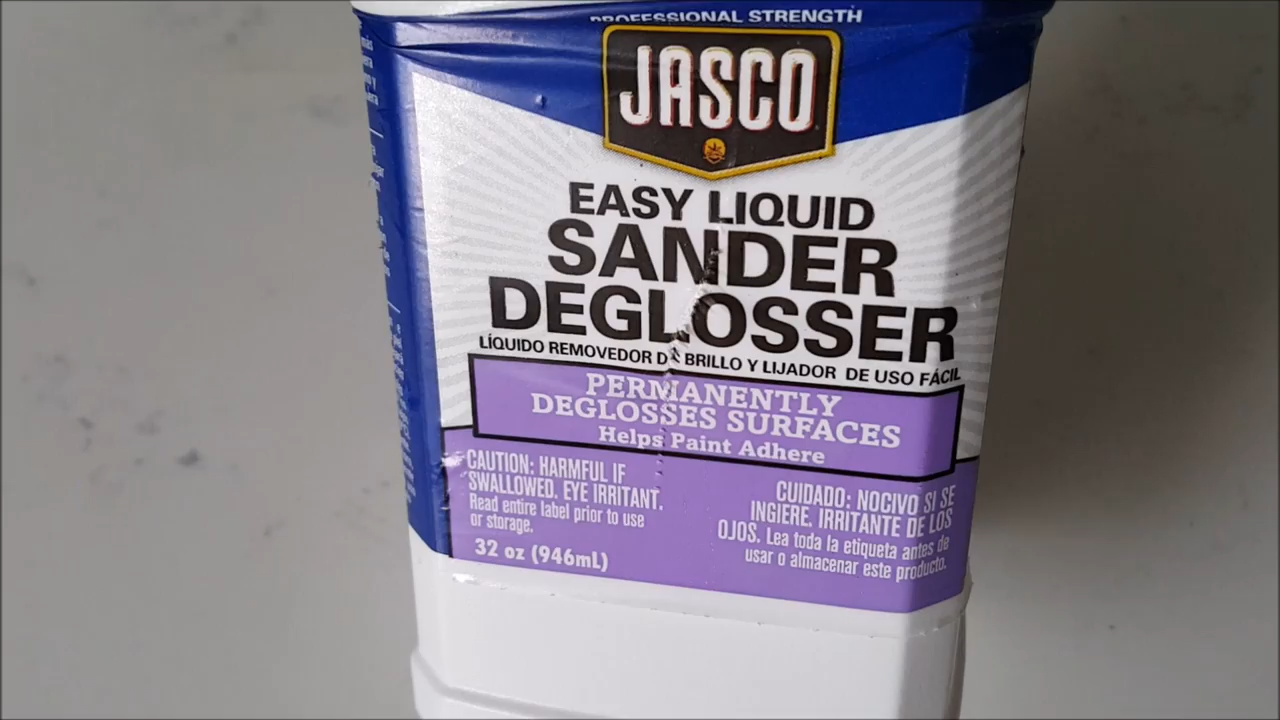 PROFESSIONAL STRENGTH
JASCO
EASY LIQUID
SANDER
DEGLOSSER
LÍQUIDO REMOVEDOR DE BRILLO Y LIJADOR DE USO FÁCIL
PERMANENTLY
DEGLOSSES SURFACES
Helps Paint Adhere
CAUTION: HARMFUL IF
SWALLOWED. EYE IRRITANT.
Read entire label prior to use
or storage.
32 oz (946mL)
CUIDADO: NOCIVO SI SE
INGIERE. IRRITANTE DE LOS
OJOS. Lea toda la etiqueta antes de
usar o almacenar este producto.